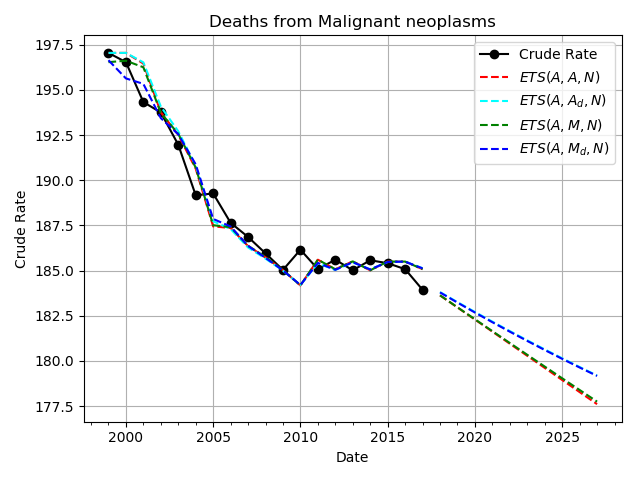 Deaths from Malignant neoplasms
Crude Rate
ETS(A, A, N)
ETS(A, A_d, N)
ETS(A, M, N)
ETS(A, M_d, N)
Crude Rate
197.5
195.0
192.5
190.0
187.5
185.0
182.5
180.0
177.5
2000 2005 2010 2015 2020 2025
Date